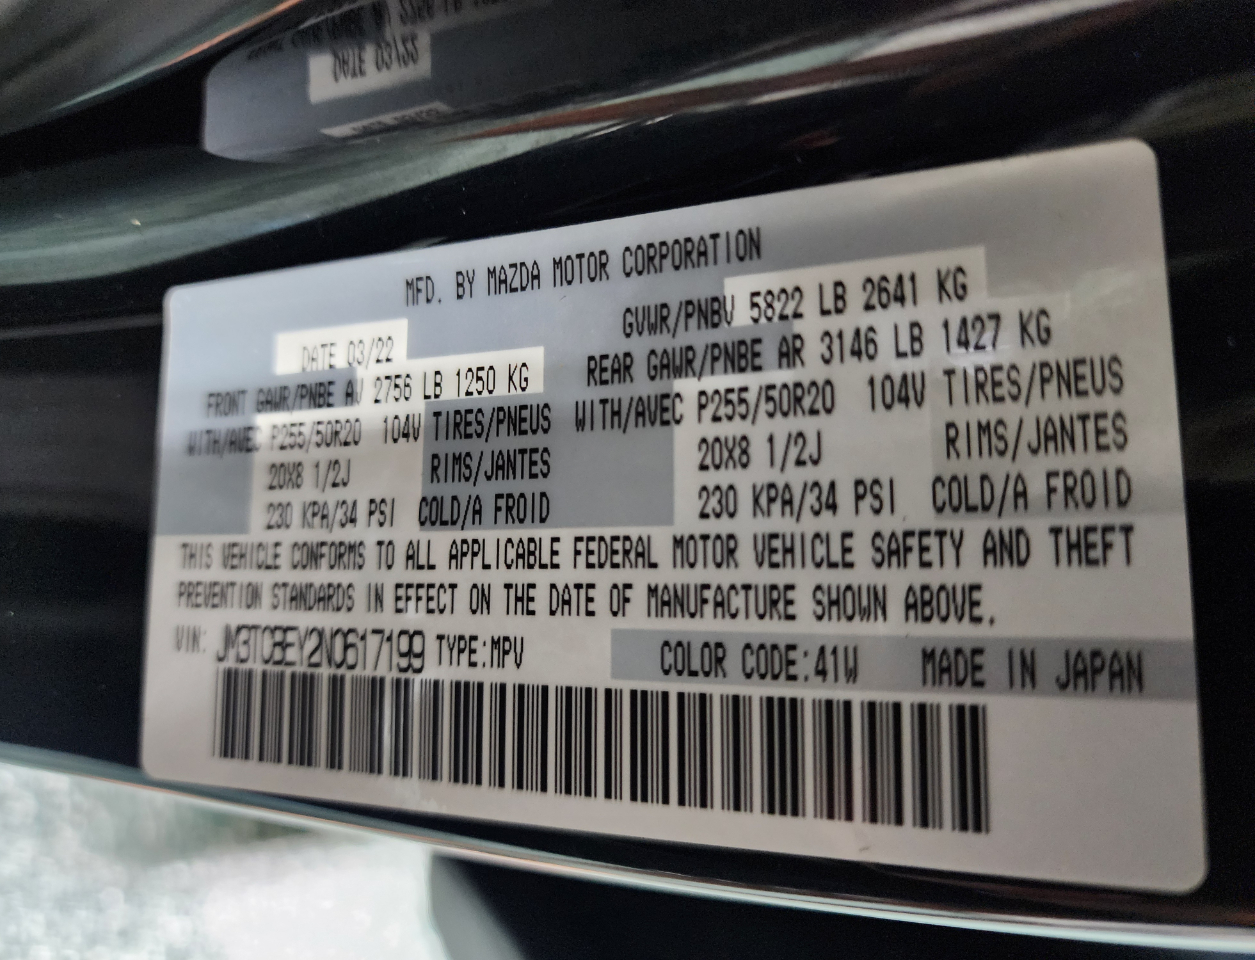 DATE 03/22
MFD. BY MAZDA MOTOR CORPORATION
DATE 03/22
GVWR/PNBV 5822 LB 2641 KG
FRONT GAWR/PNBE AV 2756 LB 1250 KG
REAR GAWR/PNBE AR 3146 LB 1427 KG
WITH/AVEC P255/50R20 104V TIRES/PNEUS
WITH/AVEC P255/50R20 104V TIRES/PNEUS
20X8 1/2J RIMS/JANTES
20X8 1/2J RIMS/JANTES
230 KPA/34 PSI COLD/A FROID
230 KPA/34 PSI COLD/A FROID
THIS VEHICLE CONFORMS TO ALL APPLICABLE FEDERAL MOTOR VEHICLE SAFETY AND THEFT
PREVENTION STANDARDS IN EFFECT ON THE DATE OF MANUFACTURE SHOWN ABOVE.
VIN: JM3TCBEY2N0617199 TYPE:MPV COLOR CODE:41W MADE IN JAPAN